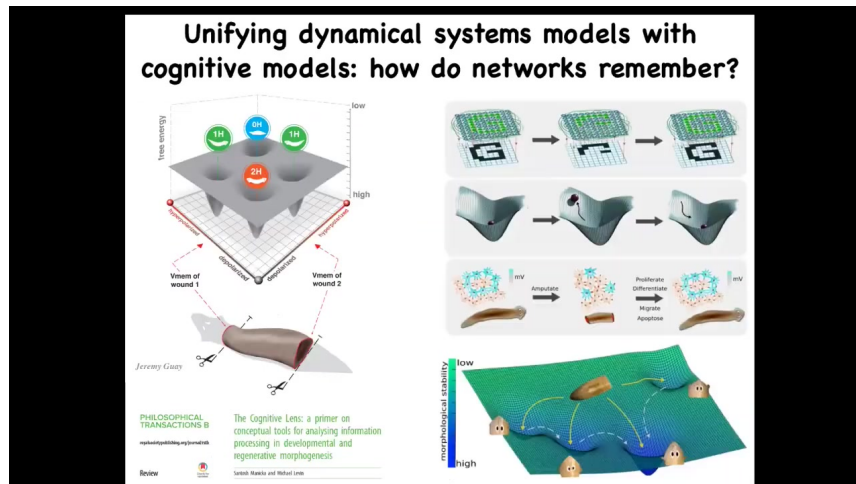 Unifying dynamical systems models with
cognitive models: how do networks remember?
low
free energy
1H
0H
1H
2H
high
hyperpolarized
depolarized
depolarized
hyperpolarized
Vmem of
wound 1
Vmem of
wound 2
Jeremy Guay
PHILOSOPHICAL
TRANSACTIONS B
Review
The Cognitive Lens: a primer on
conceptual tools for analysing information
processing in developmental and
regenerative morphogenesis
Santosh Manicka and Michael Levin
G
G
mV
Amputate
Proliferate
Differentiate
Migrate
Apoptose
mV
low
morphological stability
high